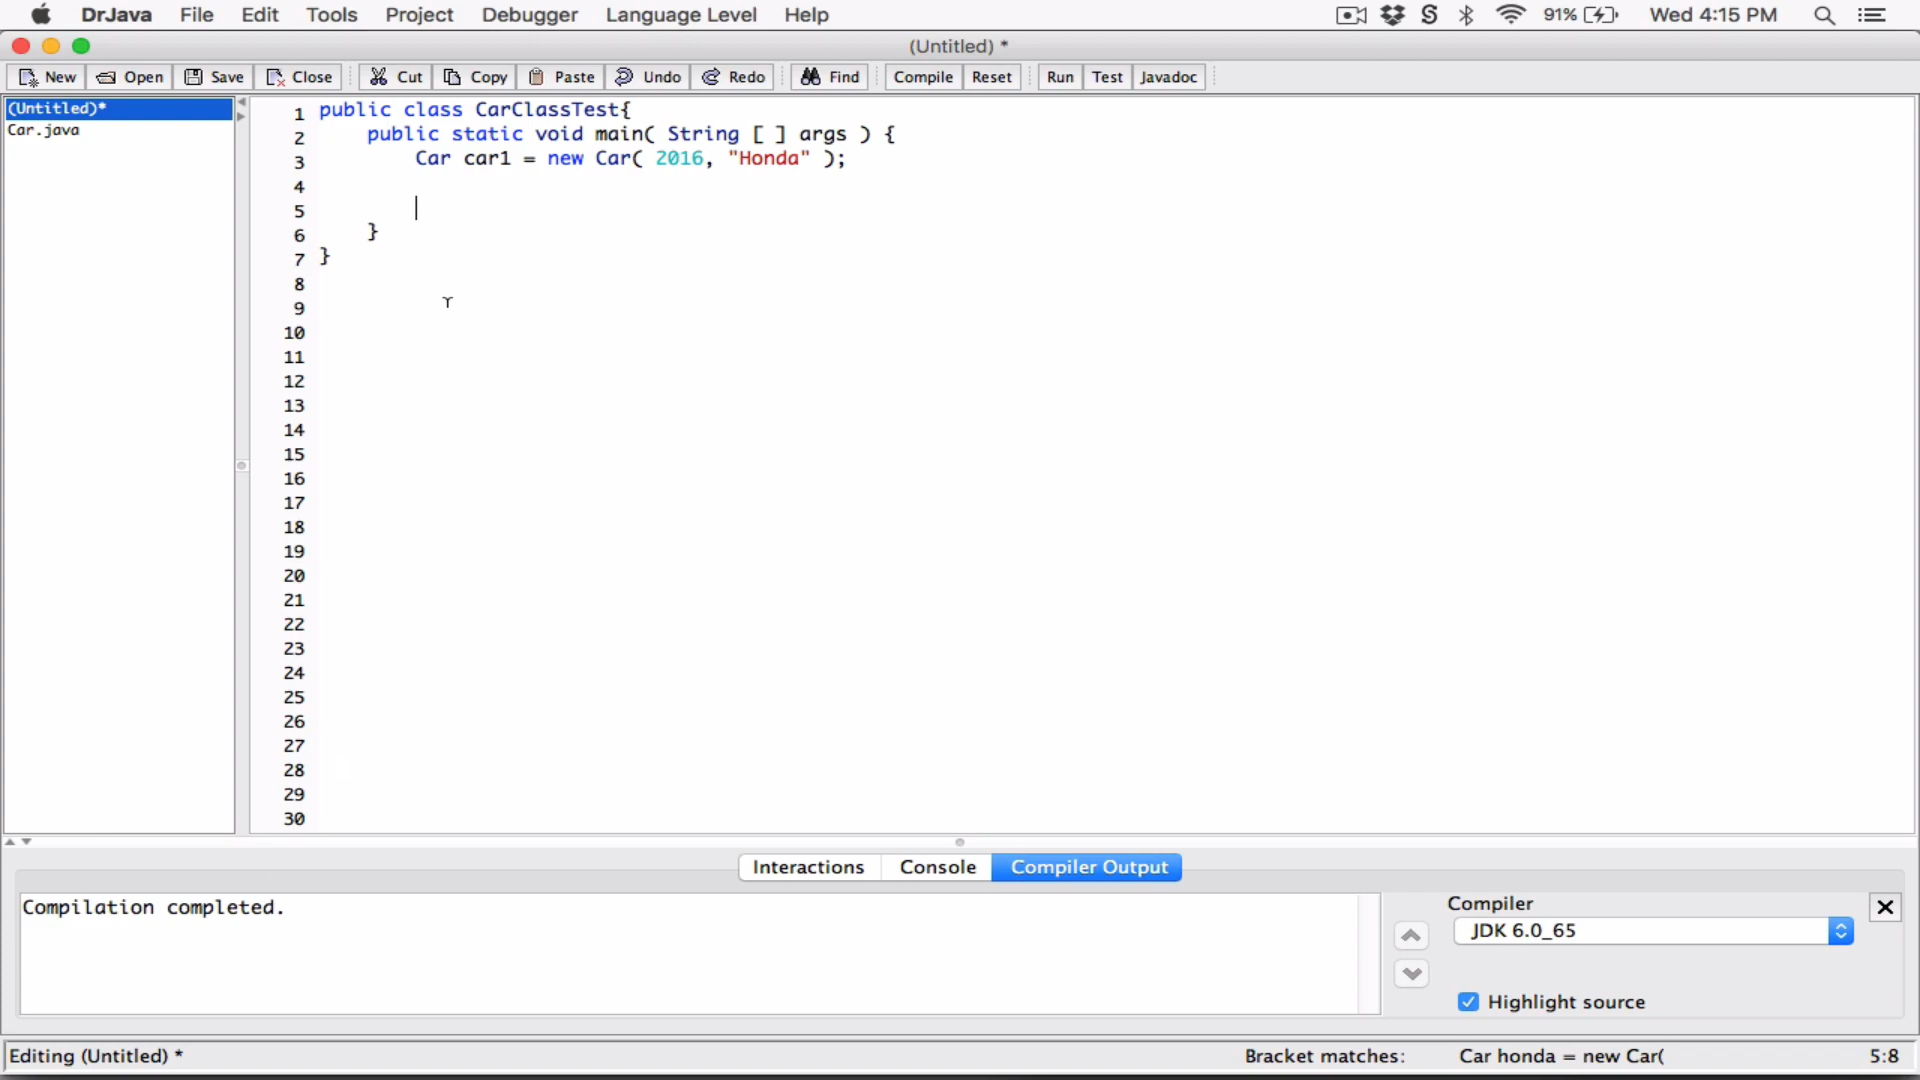 DrJava File Edit Tools Project Debugger Language Level Help 91% Wed 4:15 PM
(Untitled) *
New Open Save Close Cut Copy Paste Undo Redo Find Compile Reset Run Test Javadoc
(Untitled)*
Car.java
1 public class CarClassTest{
2 public static void main( String [ ] args ) {
3 Car car1 = new Car( 2016, "Honda" );
4
5
6 }
7 }
8
9
10
11
12
13
14
15
16
17
18
19
20
21
22
23
24
25
26
27
28
29
30
Interactions Console Compiler Output
Compilation completed.
Compiler
JDK 6.0_65
Highlight source
Editing (Untitled) * Bracket matches: Car honda = new Car( 5:8